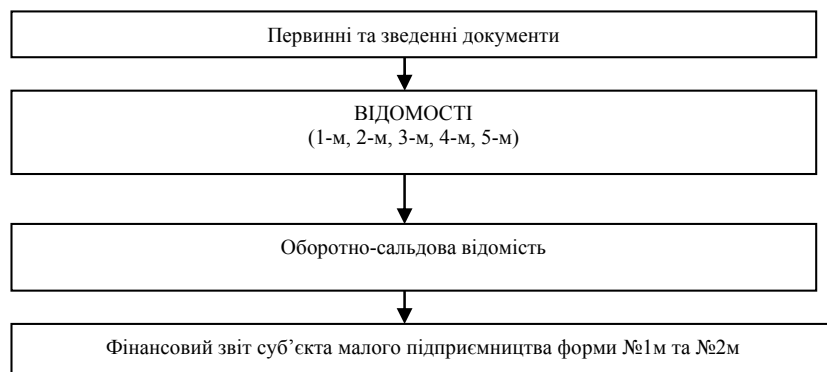 Первинні та зведенні документи
ВІДОМОСТІ
(1-м, 2-м, 3-м, 4-м, 5-м)
Оборотно-сальдова відомість
Фінансовий звіт суб’єкта малого підприємництва форми №1м та №2м